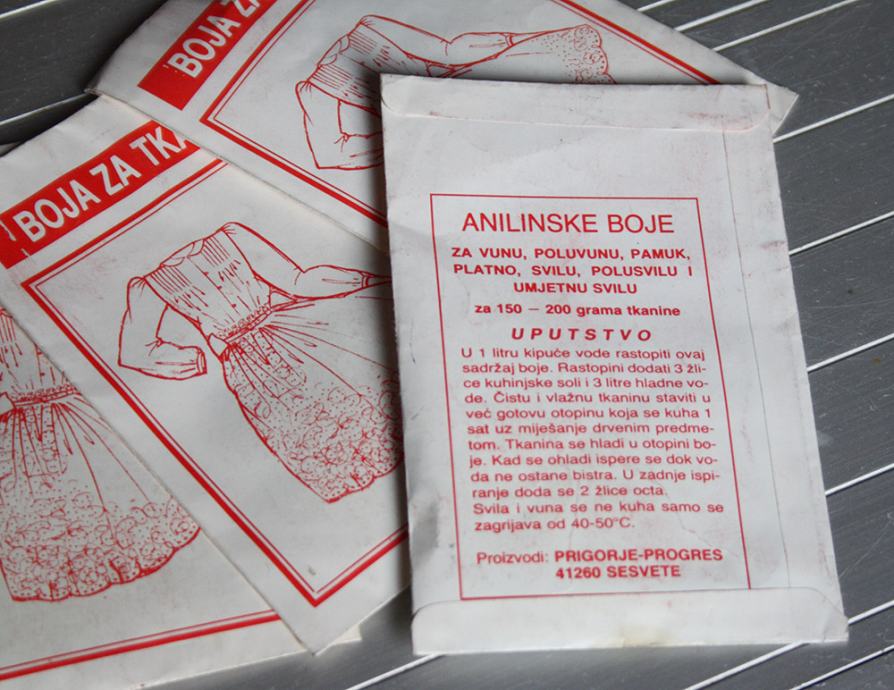 BOJA ZA
BOJA ZA TKA
ANILINSKE BOJE
ZA VUNU, POLUVUNU, PAMUK,
PLATNO, SVILU, POLUSVILU I
UMJETNU SVILU
za 150 — 200 grama tkanine
UPUTSTVO
U 1 litru kipuće vode rastopiti ovaj
sadržaj boje. Rastopini dodati 3 žli-
ce kuhinjske soli i 3 litre hladne vo-
de. Čistu i vlažnu tkaninu staviti u
već gotovu otopinu koja se kuha 1
sat uz miješanje drvenim predme-
tom. Tkanina se hladi u otopini bo-
je. Kad se ohladi ispere se dok vo-
da ne ostane bistra. U zadnje ispi-
ranje doda se 2 žlice octa.
Svila i vuna se ne kuha samo se
zagrijava od 40-50°C.
Proizvodi: PRIGORJE-PROGRES
41260 SESVETE